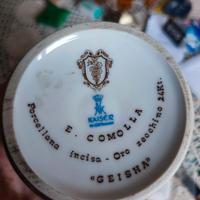 KAISER
E. COMOLLA
Porcellana incisa - Oro zecchino 24Kt.
"GEISHA"